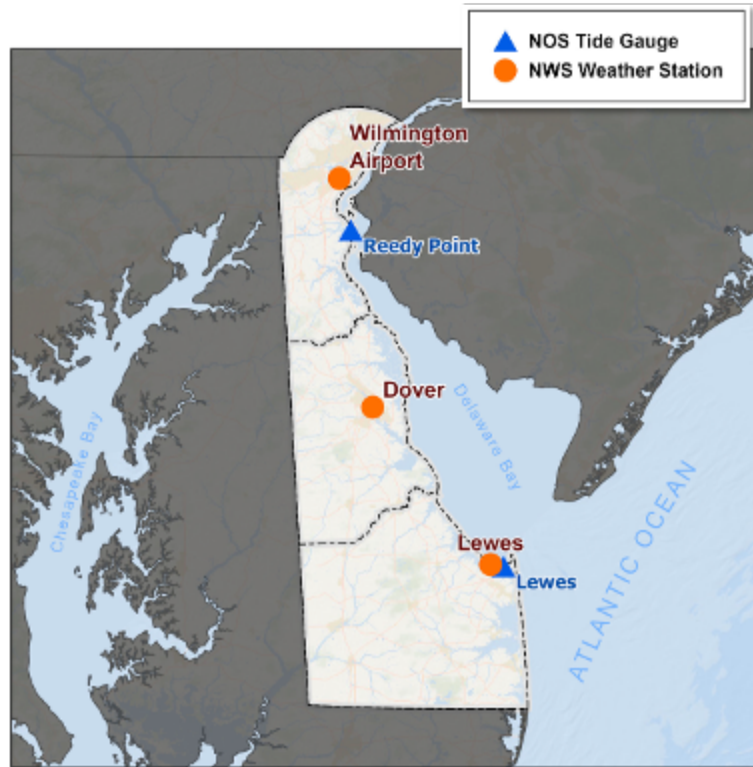 NOS Tide Gauge
NWS Weather Station
Wilmington
Airport
Reedy Point
Dover
Delaware Bay
Chesapeake Bay
Lewes
Lewes
ATLANTIC OCEAN